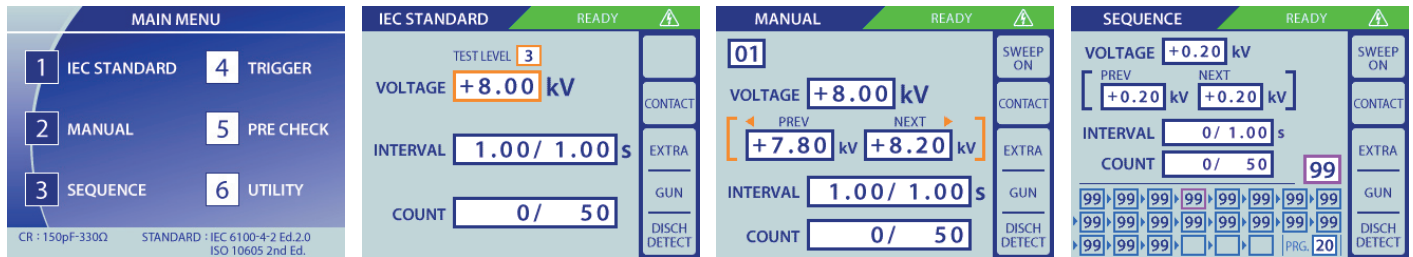 MAIN MENU
1 IEC STANDARD 4 TRIGGER
2 MANUAL 5 PRE CHECK
3 SEQUENCE 6 UTILITY
CR : 150pF-330Ω STANDARD : IEC 6100-4-2 Ed.2.0
ISO 10605 2nd Ed.
IEC STANDARD READY
TEST LEVEL 3
VOLTAGE +8.00 kV
CONTACT
INTERVAL 1.00/ 1.00 s
EXTRA
GUN
COUNT 0/ 50
DISCH
DETECT
MANUAL READY
01
SWEEP
ON
VOLTAGE +8.00 kV
CONTACT
PREV NEXT
+7.80 kV +8.20 kV
EXTRA
INTERVAL 1.00/ 1.00 s
GUN
COUNT 0/ 50
DISCH
DETECT
SEQUENCE READY
VOLTAGE +0.20 kV
SWEEP
ON
PREV NEXT
+0.20 kV +0.20 kV
CONTACT
INTERVAL 0/ 1.00 s
EXTRA
COUNT 0/ 50
99
99 99 99 99 99 99 99 99
GUN
99 99 99 99 99 99 99 99
99 99 99 PRG. 20
DISCH
DETECT